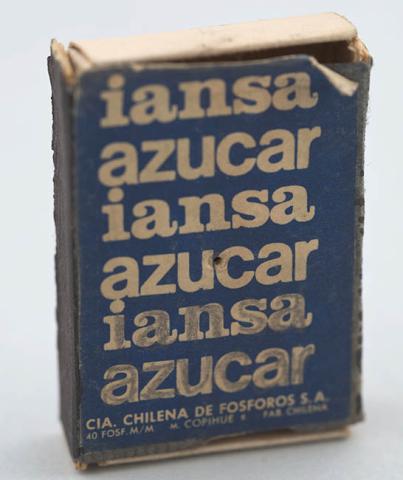 iansa
azucar
iansa
azucar
iansa
azucar
CIA. CHILENA DE FOSFOROS S.A.
40 FOSF. M/M M. COPIHUE FAB. CHILENA